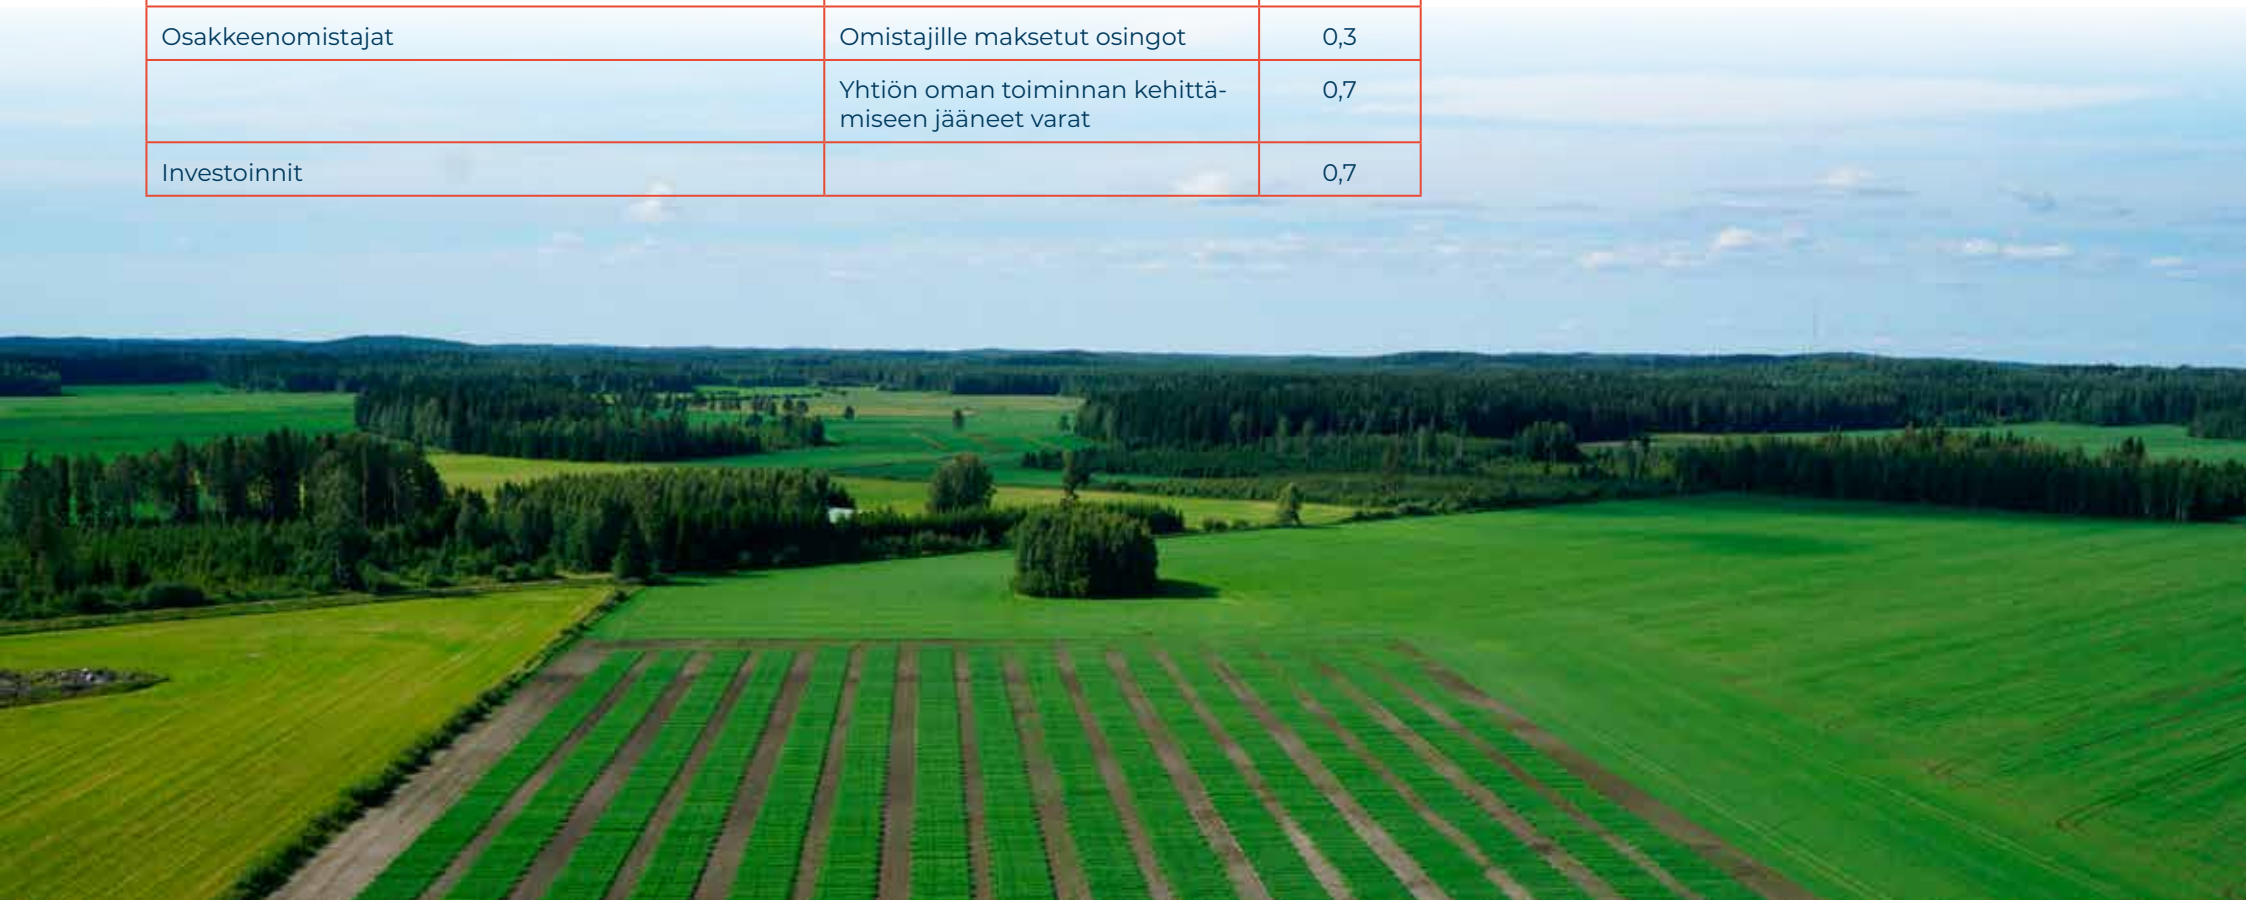 Osakkeenomistajat Omistajille maksetut osingot 0,3
Yhtiön oman toiminnan kehittä- 0,7
miseen jääneet varat
Investoinnit 0,7